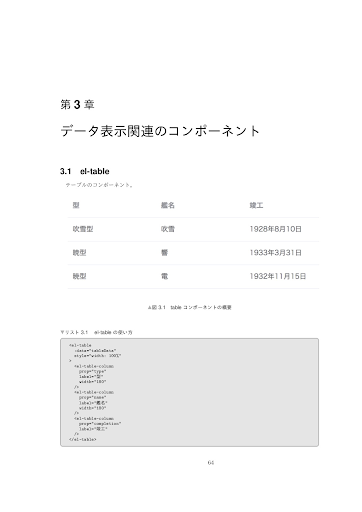 第 3 章
データ表示関連のコンポーネント
3.1 el-table
テーブルのコンポーネント。
型 艦名 竣工
吹雪型 吹雪 1928年8月10日
暁型 響 1933年3月31日
暁型 電 1932年11月15日
▲図 3.1 table コンポーネントの概要
▼リスト 3.1 el-table の使い方
<el-table
:data="tableData"
style="width: 100%"
>
<el-table-column
prop="type"
label="型"
width="180"
/>
<el-table-column
prop="name"
label="艦名"
width="180"
/>
<el-table-column
prop="completion"
label="竣工"
/>
</el-table>
64